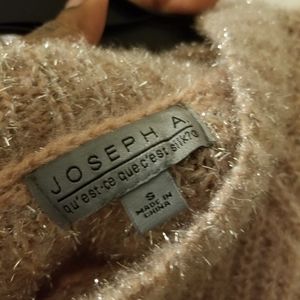 JOSEPH A.
qu'est-ce que c'est silk?®
S
MADE IN
CHINA